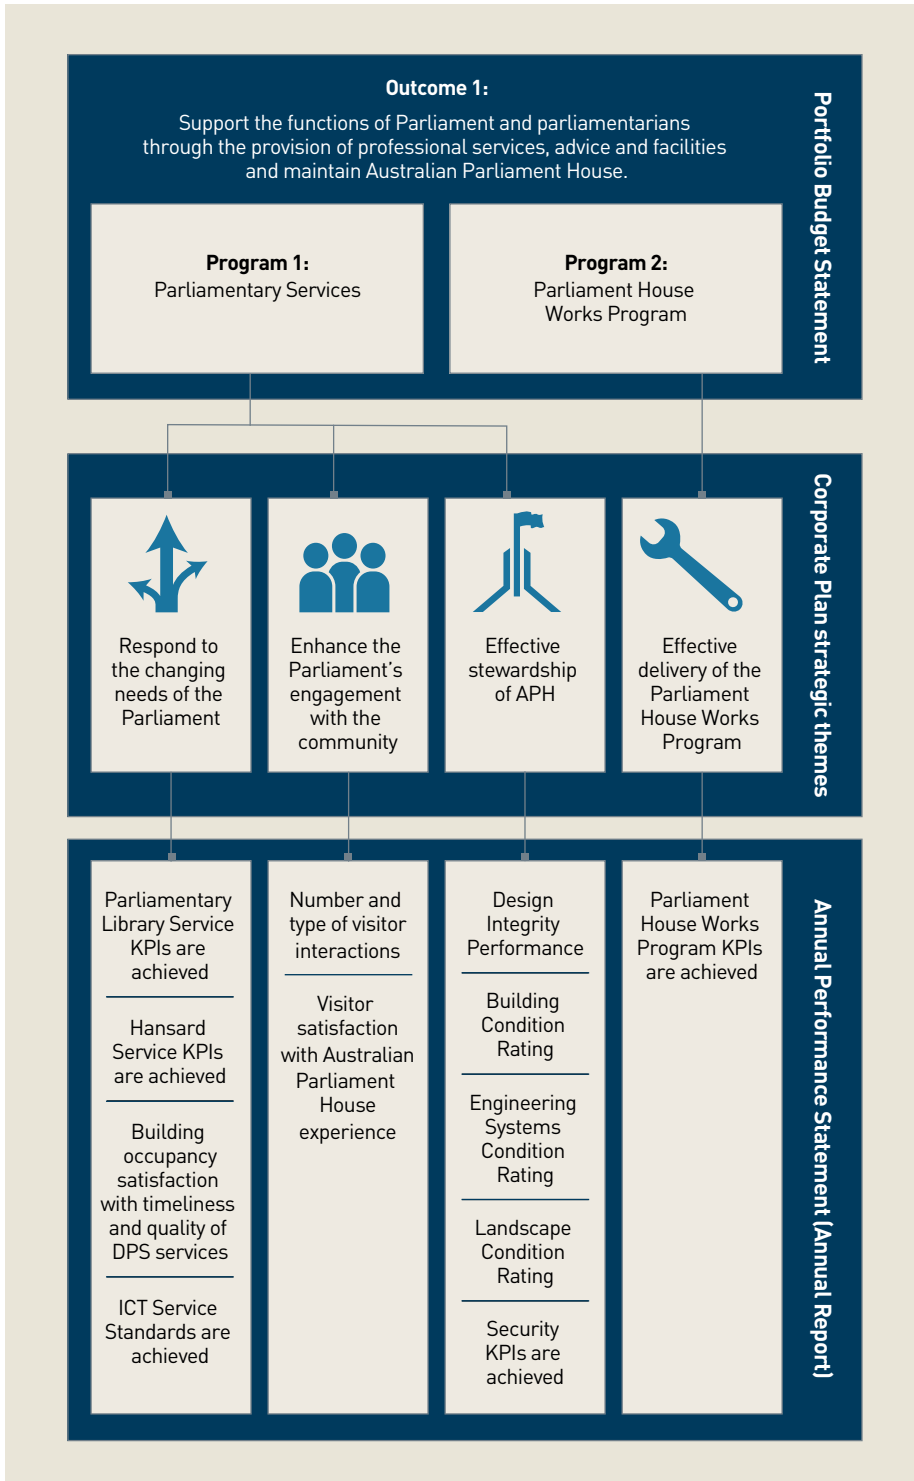 Outcome 1:
Support the functions of Parliament and parliamentarians
through the provision of professional services, advice and facilities
and maintain Australian Parliament House.
Program 1:
Parliamentary Services
Program 2:
Parliament House
Works Program
Portfolio Budget Statement
Respond to
the changing
needs of the
Parliament
Enhance the
Parliament's
engagement
with the
community
Effective
stewardship
of APH
Effective
delivery of the
Parliament
House Works
Program
Corporate Plan strategic themes
Parliamentary
Library Service
KPIs are
achieved
Hansard
Service KPIs
are achieved
Building
occupancy
satisfaction
with timeliness
and quality of
DPS services
ICT Service
Standards are
achieved
Number and
type of visitor
interactions
Visitor
satisfaction
with Australian
Parliament
House
experience
Design
Integrity
Performance
Building
Condition
Rating
Engineering
Systems
Condition
Rating
Landscape
Condition
Rating
Security
KPIs are
achieved
Parliament
House Works
Program KPIs
are achieved
Annual Performance Statement (Annual Report)